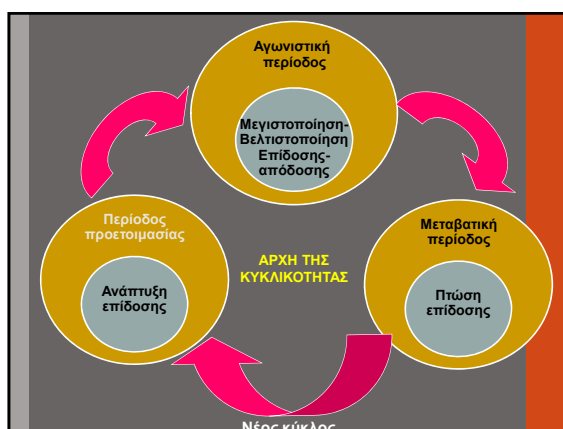 Αγωνιστική
περίοδος
Μεγιστοποίηση-
Βελτιστοποίηση
Επίδοσης-
απόδοσης
Περίοδος
προετοιμασίας
Ανάπτυξη
επίδοσης
ΑΡΧΗ ΤΗΣ
ΚΥΚΛΙΚΟΤΗΤΑΣ
Μεταβατική
περίοδος
Πτώση
επίδοσης
Νέος κύκλος